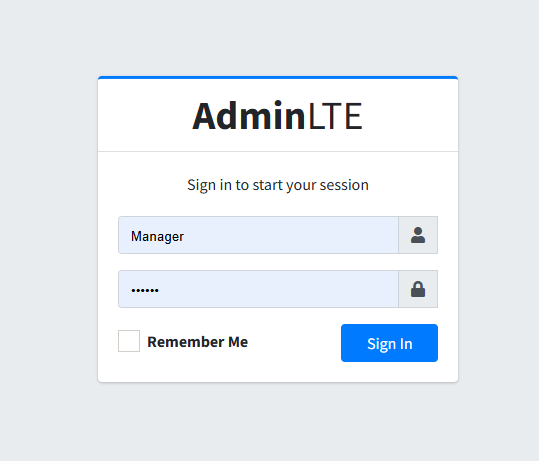 AdminLTE
Sign in to start your session
Manager
••••••
Remember Me
Sign In